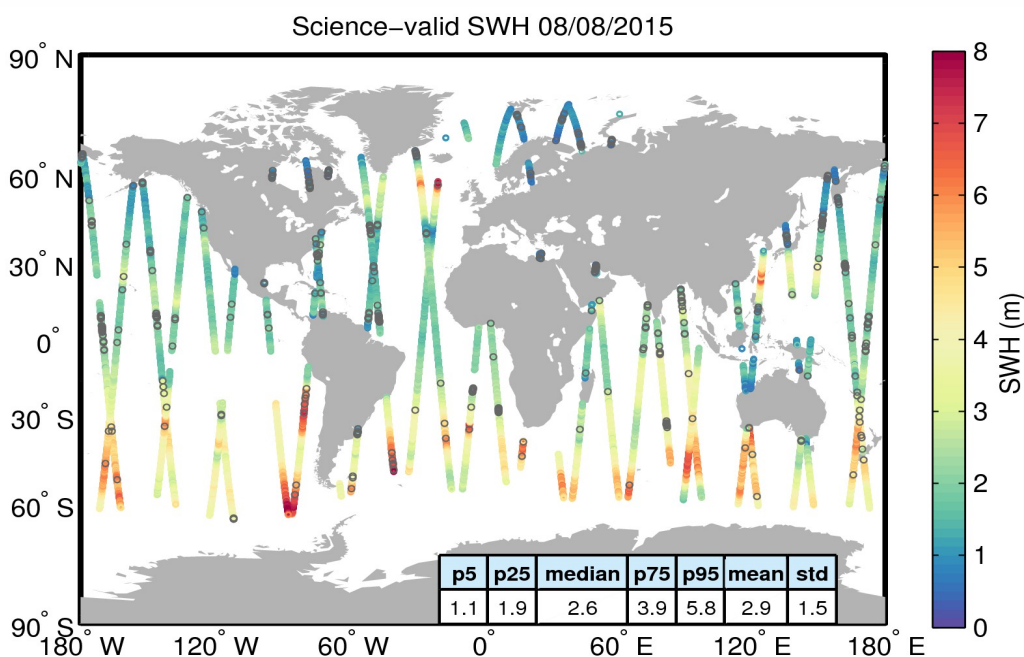 Science−valid SWH 08/08/2015
90° N
60° N
30° N
0°
30° S
60° S
90° S
180° W
120° W
60° W
0°
60° E
120° E
180° E
p5 p25 median p75 p95 mean std
1.1 1.9 2.6 3.9 5.8 2.9 1.5
8
7
6
5
4
3
2
1
0
SWH (m)